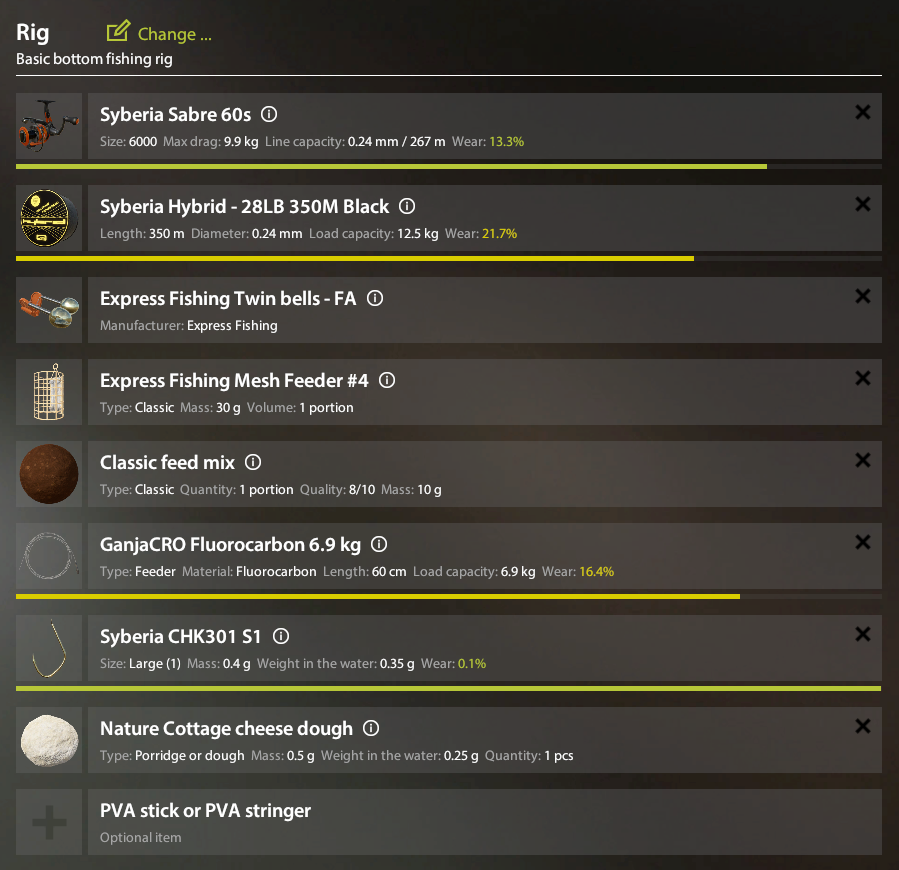 Rig Change ...
Basic bottom fishing rig
Syberia Sabre 60s
Size: 6000 Max drag: 9.9 kg Line capacity: 0.24 mm / 267 m Wear: 13.3%
Syberia Hybrid - 28LB 350M Black
Length: 350 m Diameter: 0.24 mm Load capacity: 12.5 kg Wear: 21.7%
Express Fishing Twin bells - FA
Manufacturer: Express Fishing
Express Fishing Mesh Feeder #4
Type: Classic Mass: 30 g Volume: 1 portion
Classic feed mix
Type: Classic Quantity: 1 portion Quality: 8/10 Mass: 10 g
GanjaCRO Fluorocarbon 6.9 kg
Type: Feeder Material: Fluorocarbon Length: 60 cm Load capacity: 6.9 kg Wear: 16.4%
Syberia CHK301 S1
Size: Large (1) Mass: 0.4 g Weight in the water: 0.35 g Wear: 0.1%
Nature Cottage cheese dough
Type: Porridge or dough Mass: 0.5 g Weight in the water: 0.25 g Quantity: 1 pcs
PVA stick or PVA stringer
Optional item